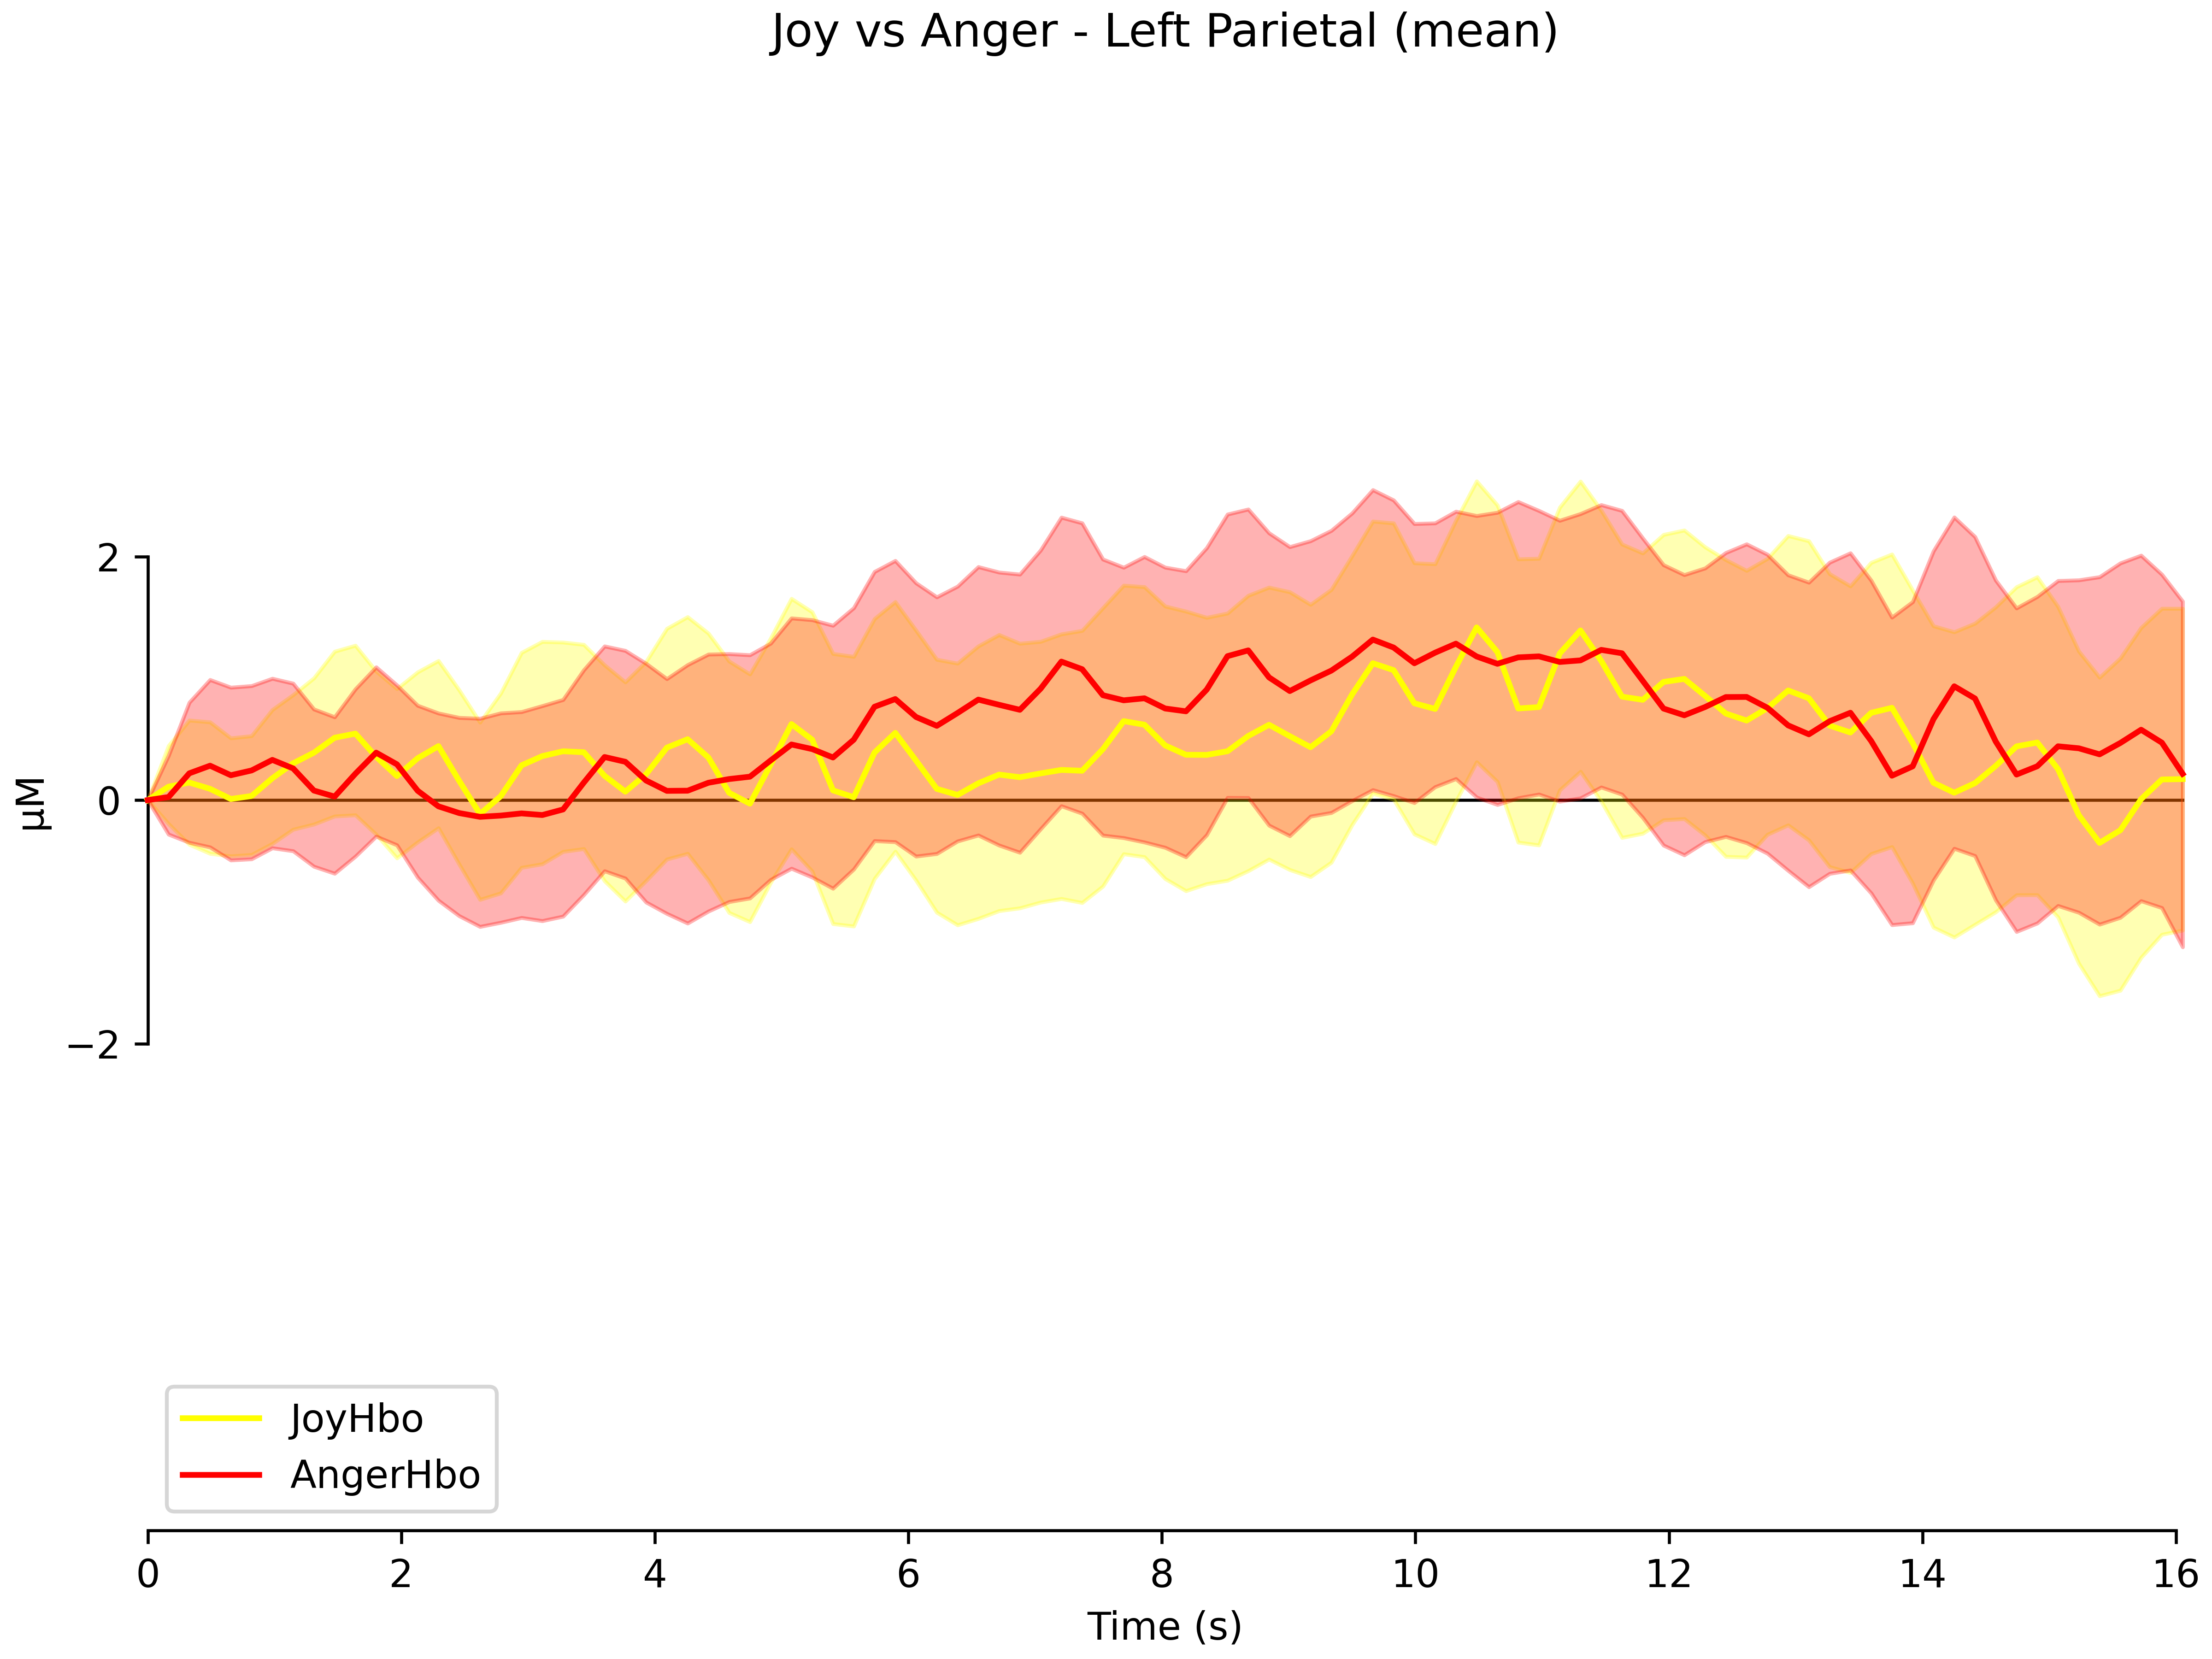 Joy vs Anger - Left Parietal (mean)
µM
2
0
−2
JoyHbo
AngerHbo
0 2 4 6 8 10 12 14 16
Time (s)